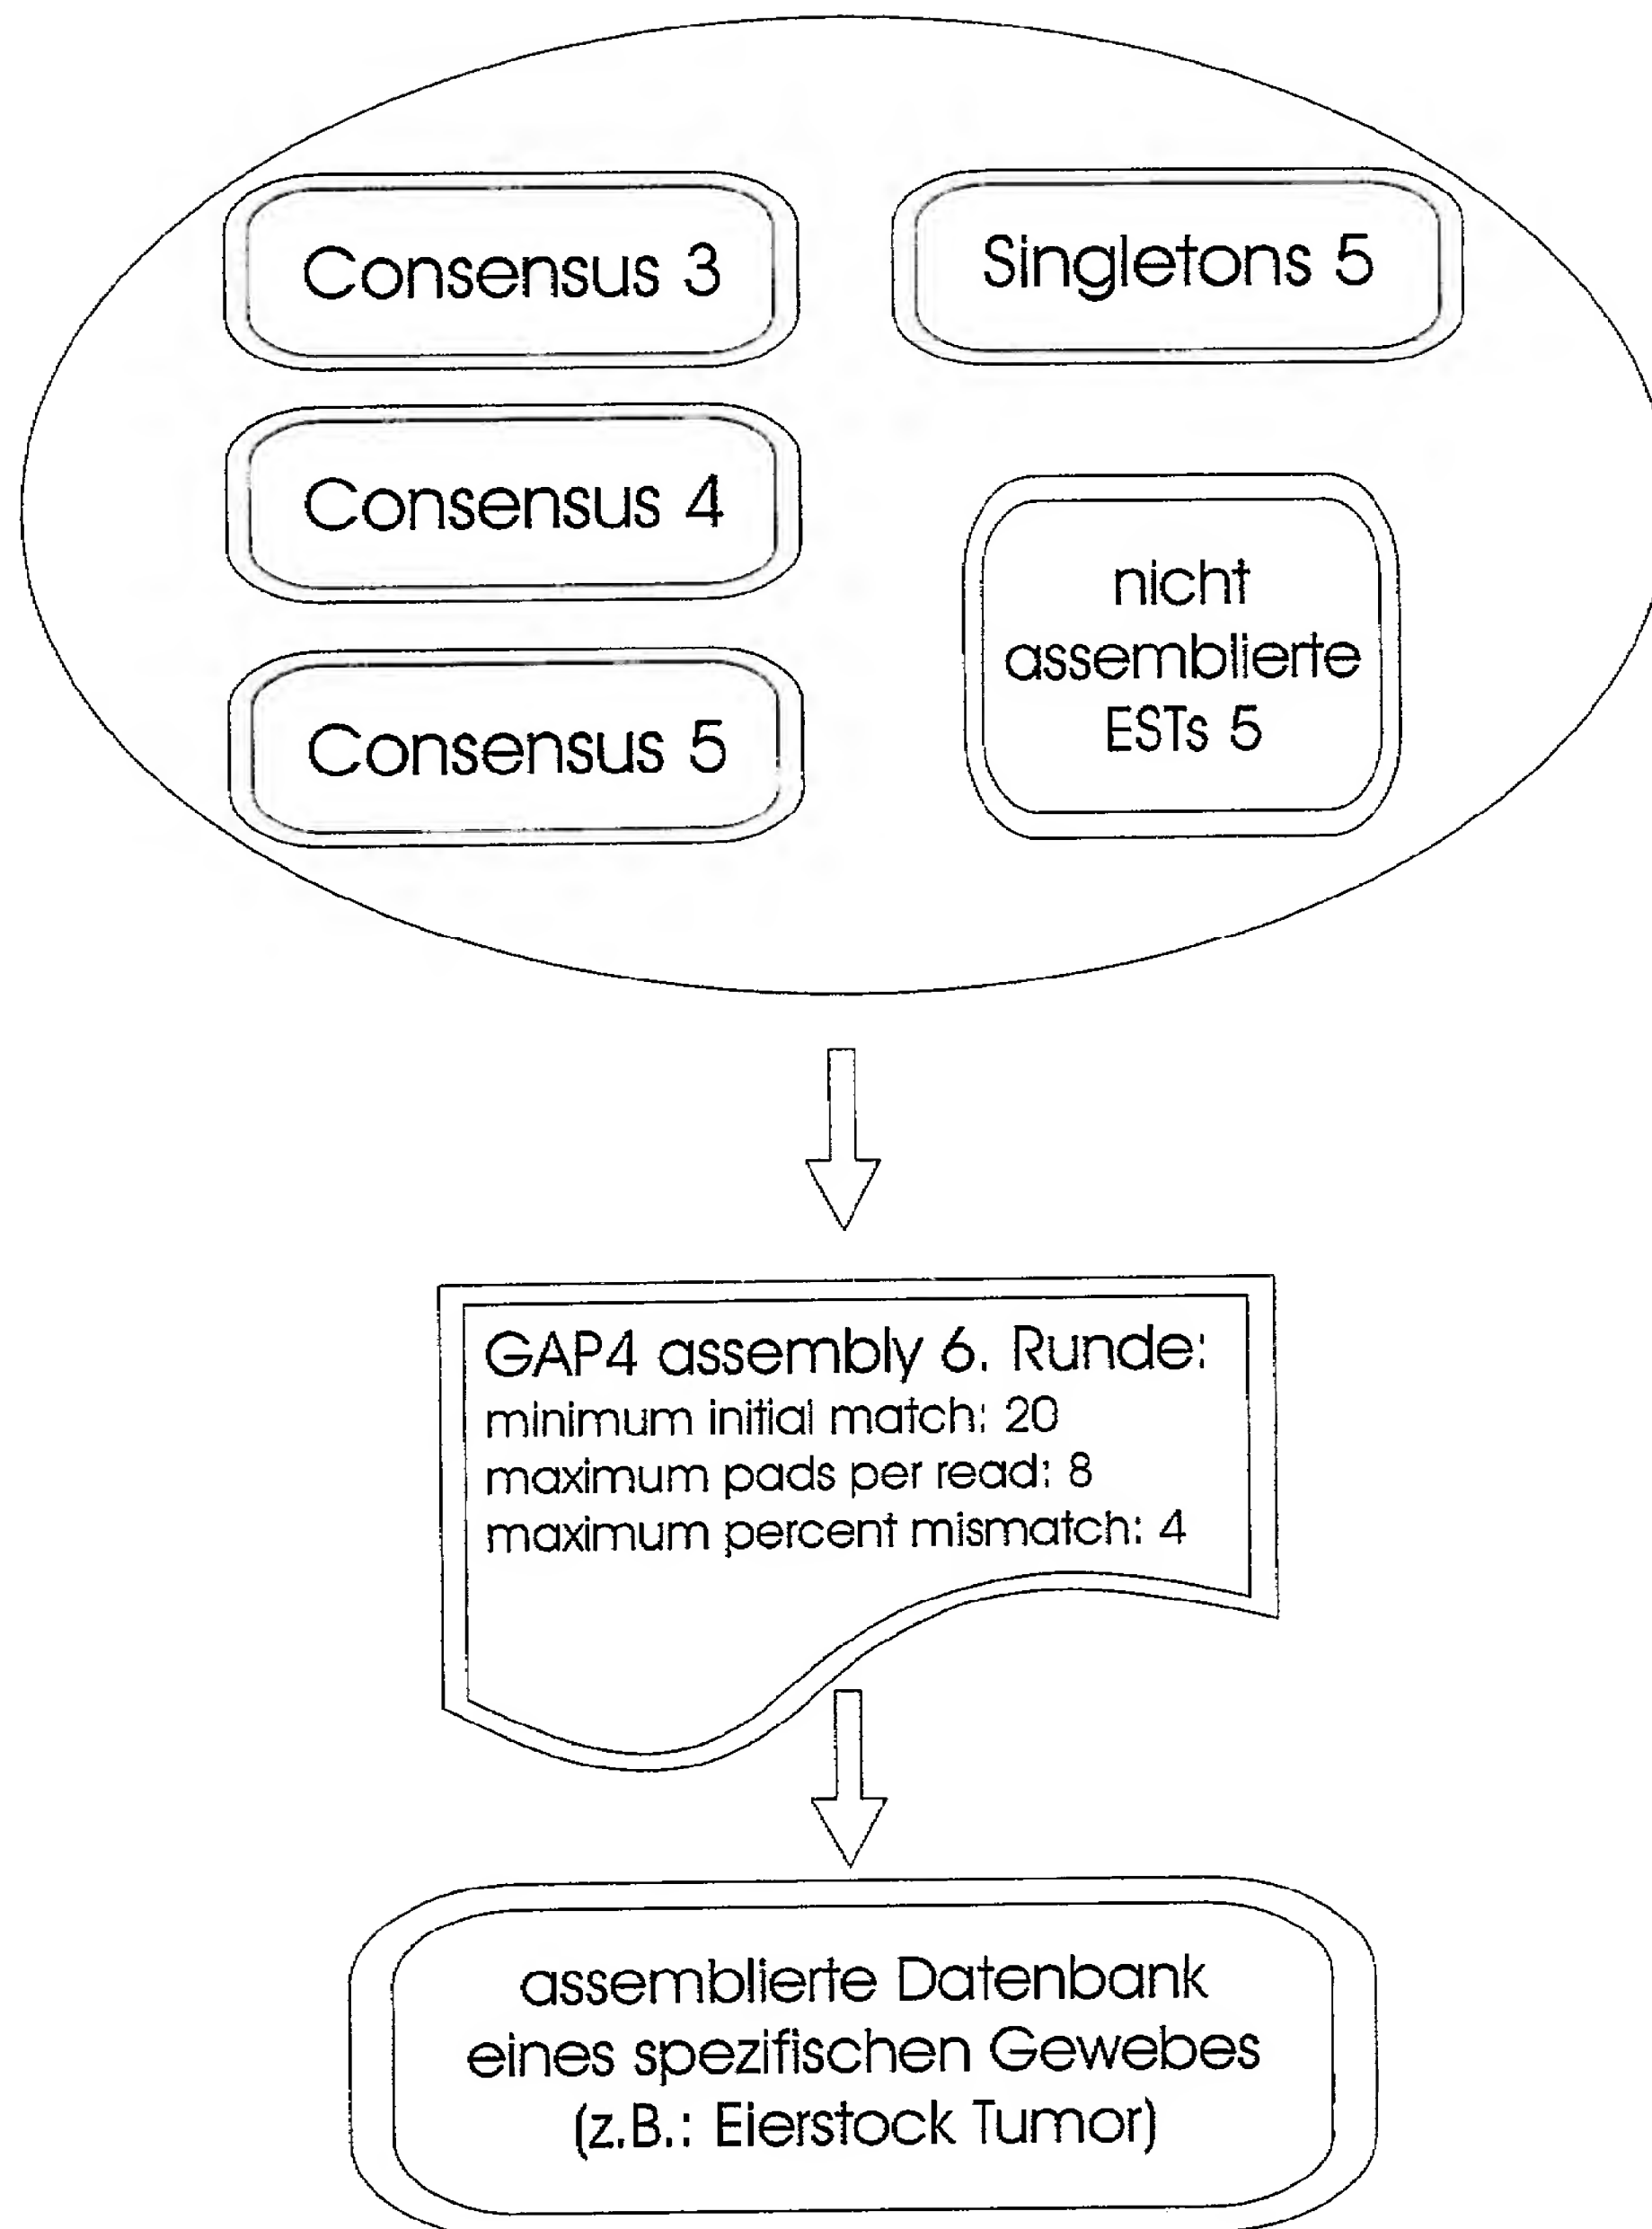 Consensus 3
Singletons 5
Consensus 4
nicht
assemblierte
ESTs 5
Consensus 5
GAP4 assembly 6. Runde:
minimum initial match: 20
maximum pads per read: 8
maximum percent mismatch: 4
assemblierte Datenbank
eines spezifischen Gewebes
(z.B.: Eierstock Tumor)